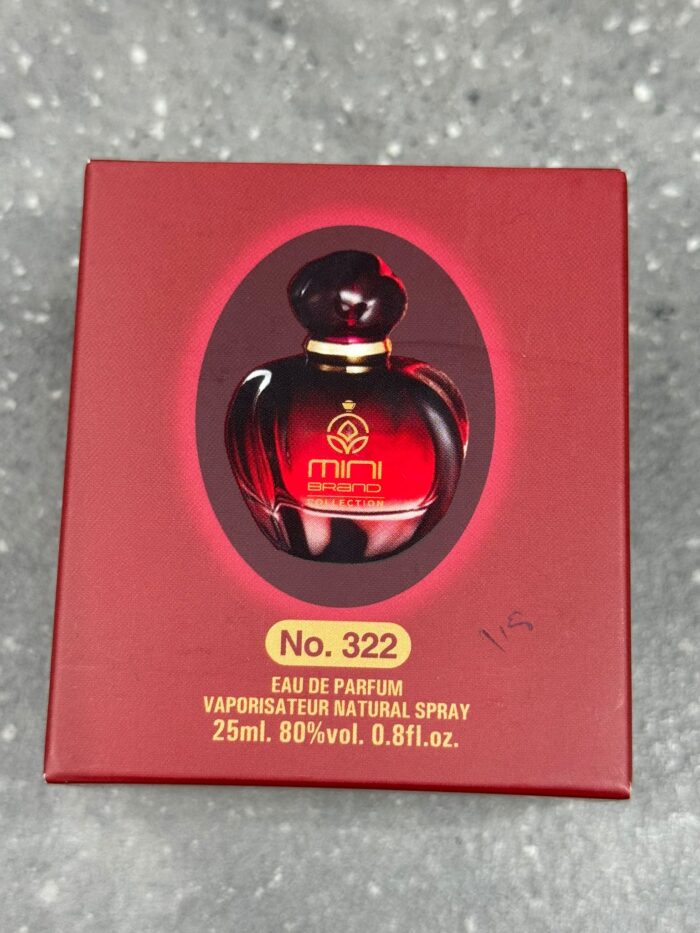 mini
BRAND
COLLECTION
No. 322
EAU DE PARFUM
VAPORISATEUR NATURAL SPRAY
25ml. 80%vol. 0.8fl.oz.